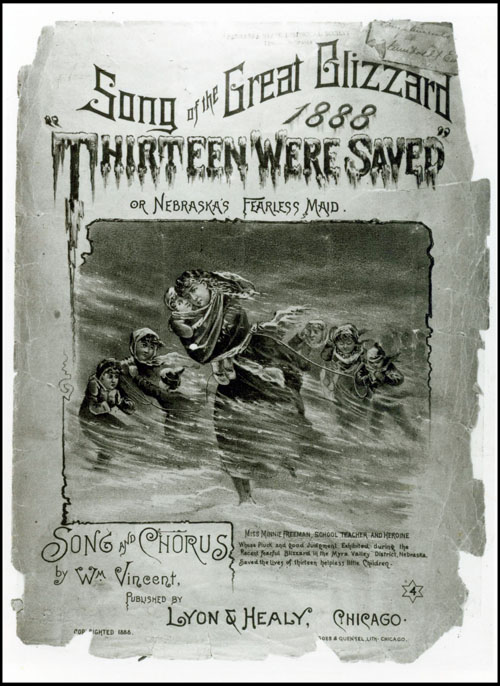 Song of the Great Blizzard
1888
"Thirteen Were Saved"
or Nebraska's Fearless Maid.
Song and Chorus
by Wm Vincent,
Published by
Lyon & Healy, Chicago.
Miss Minnie Freeman, School Teacher, and Heroine
Whose Pluck and Good Judgment, Exhibited during the
Recent fearful Blizzard in the Myra Valley District, Nebraska,
Saved the Lives of thirteen helpless little Children.
4
Copyrighted 1888.
Lith. Chicago.